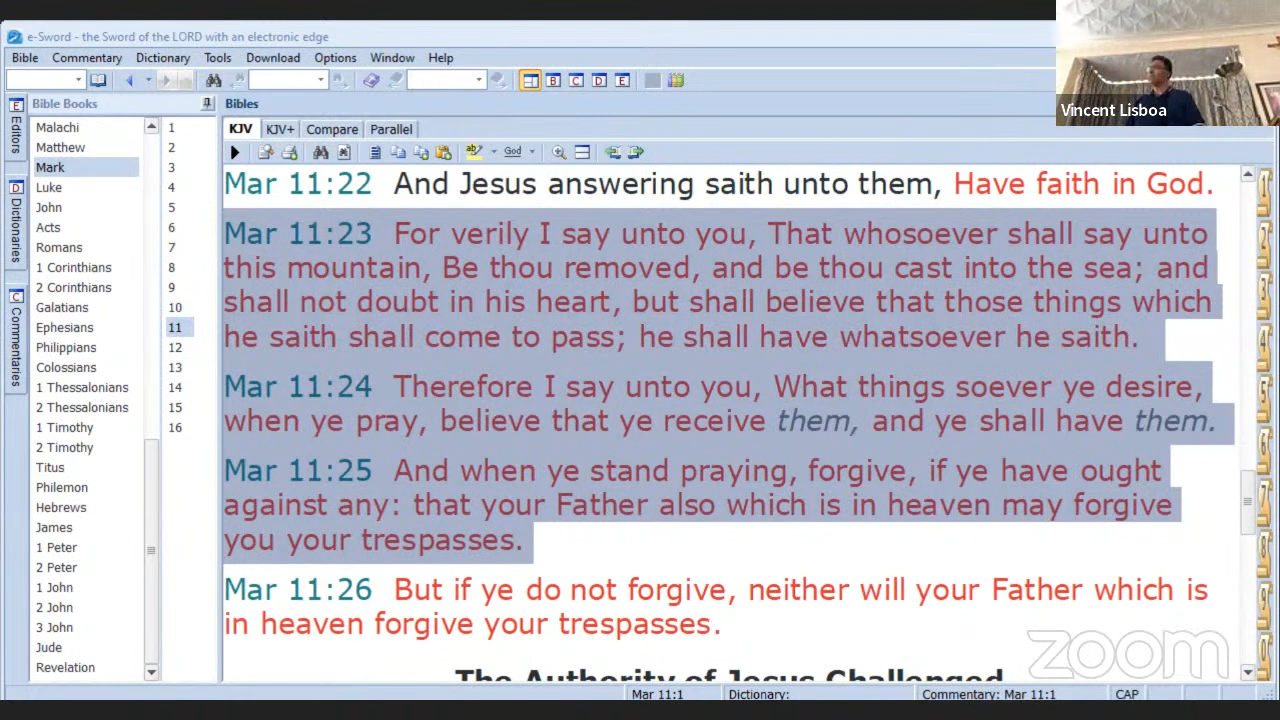 e-Sword - the Sword of the LORD with an electronic edge
Bible Commentary Dictionary Tools Download Options Window Help
Vincent Lisboa
B C D E
E Editors
D Dictionaries
C Commentaries
Bible Books
Malachi 1
Matthew 2
Mark 3
Luke 4
John 5
Acts 6
Romans 7
1 Corinthians 8
2 Corinthians 9
Galatians 10
Ephesians 11
Philippians 12
Colossians 13
1 Thessalonians 14
2 Thessalonians 15
1 Timothy 16
2 Timothy
Titus
Philemon
Hebrews
James
1 Peter
2 Peter
1 John
2 John
3 John
Jude
Revelation
Bibles
KJV KJV+ Compare Parallel
ab God
Mar 11:22 And Jesus answering saith unto them, Have faith in God.
Mar 11:23 For verily I say unto you, That whosoever shall say unto
this mountain, Be thou removed, and be thou cast into the sea; and
shall not doubt in his heart, but shall believe that those things which
he saith shall come to pass; he shall have whatsoever he saith.
Mar 11:24 Therefore I say unto you, What things soever ye desire,
when ye pray, believe that ye receive them, and ye shall have them.
Mar 11:25 And when ye stand praying, forgive, if ye have ought
against any: that your Father also which is in heaven may forgive
you your trespasses.
Mar 11:26 But if ye do not forgive, neither will your Father which is
in heaven forgive your trespasses.
The Authority of Jesus Challenged
zoom
Mar 11:1 Dictionary: Commentary: Mar 11:1 CAP